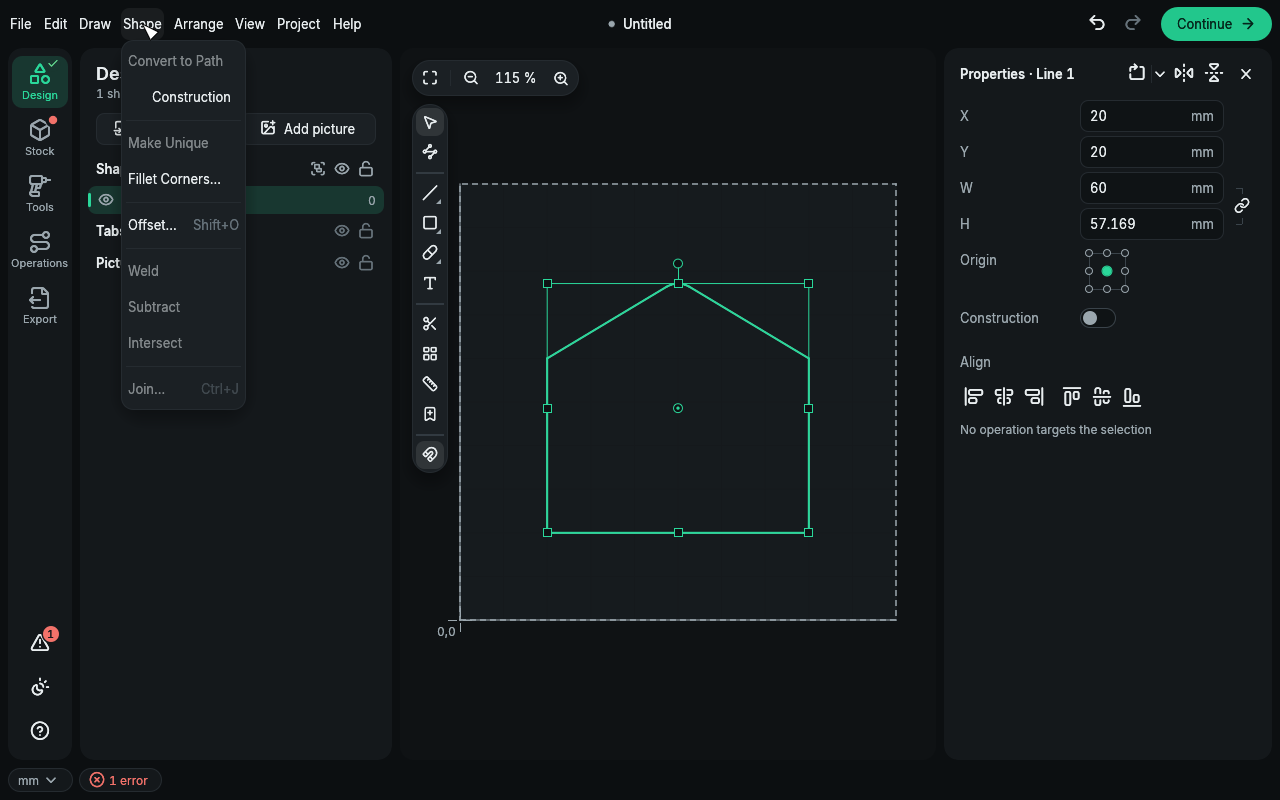 File Edit Draw Shape Arrange View Project Help
Untitled
Continue
Convert to Path
Construction
Make Unique
Fillet Corners...
Offset... Shift+O
Weld
Subtract
Intersect
Join... Ctrl+J
Design
Stock
Tools
Operations
Export
1
Add picture
0
115 %
0,0
Properties · Line 1
X 20 mm
Y 20 mm
W 60 mm
H 57.169 mm
Origin
Construction
Align
No operation targets the selection
mm
1 error